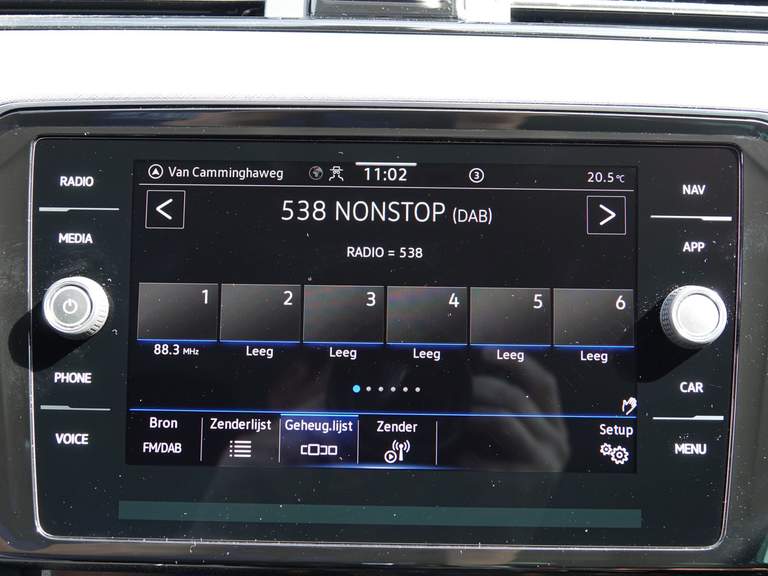 Van Camminghaweg 11:02 3 20.5°C
RADIO
MEDIA
PHONE
VOICE
< 538 NONSTOP (DAB) >
RADIO = 538
1 2 3 4 5 6
88.3 MHz Leeg Leeg Leeg Leeg Leeg
Bron Zenderlijst Geheug.lijst Zender Setup
FM/DAB
NAV
APP
CAR
MENU